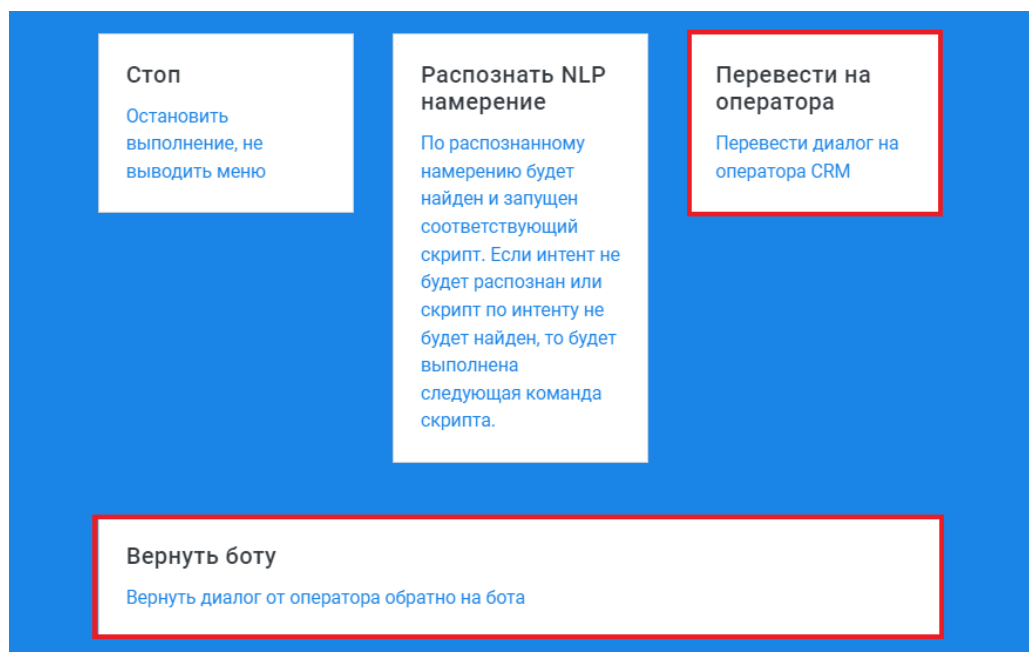 Стоп
Остановить
выполнение, не
выводить меню
Распознать NLP
намерение
По распознанному
намерению будет
найден и запущен
соответствующий
скрипт. Если интент не
будет распознан или
скрипт по интенту не
будет найден, то будет
выполнена
следующая команда
скрипта.
Перевести на
оператора
Перевести диалог на
оператора CRM
Вернуть боту
Вернуть диалог от оператора обратно на бота